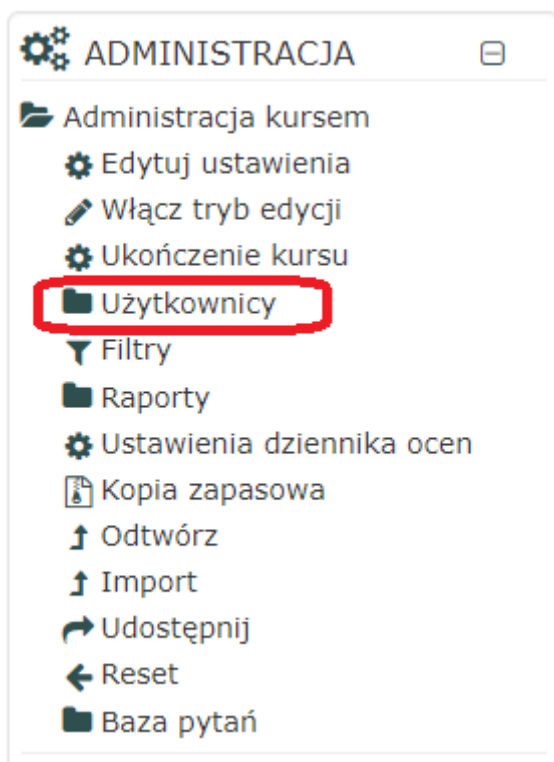 ADMINISTRACJA
Administracja kursem
Edytuj ustawienia
Włącz tryb edycji
Ukończenie kursu
Użytkownicy
Filtry
Raporty
Ustawienia dziennika ocen
Kopia zapasowa
Odtwórz
Import
Udostępnij
Reset
Baza pytań